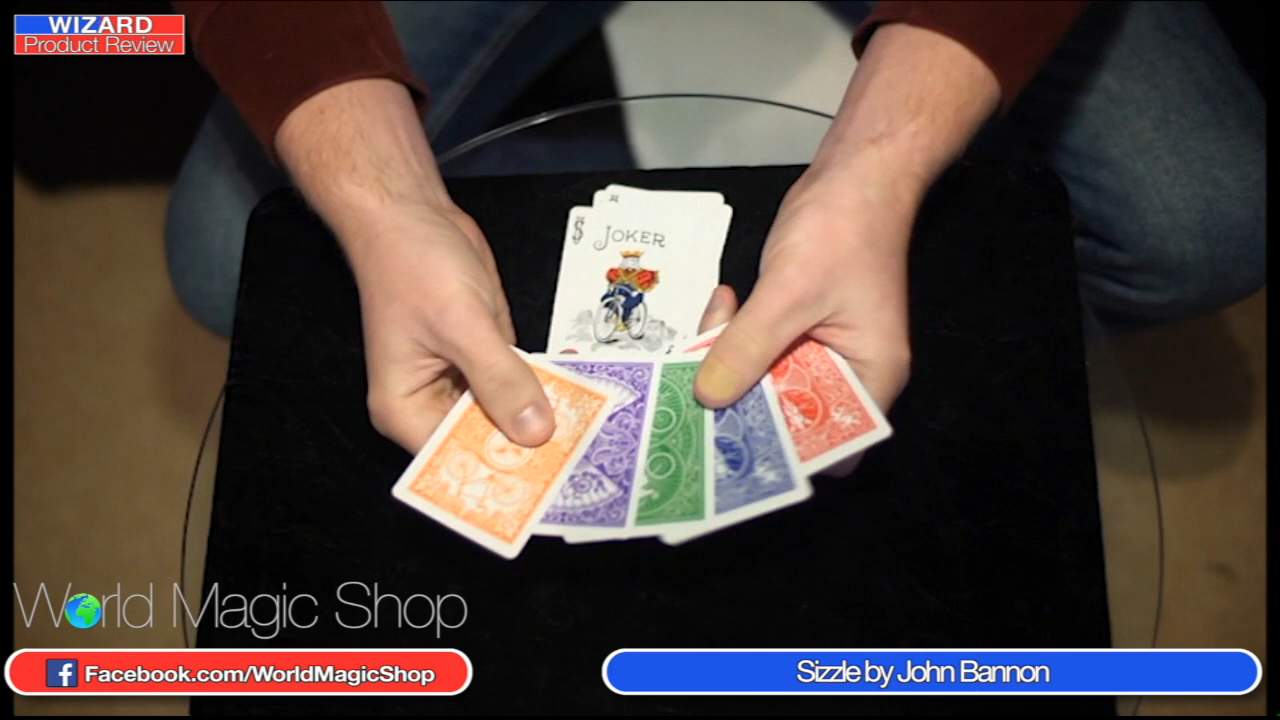 WIZARD
Product Review
$
JOKER
World Magic Shop
Facebook.com/WorldMagicShop
Sizzle by John Bannon